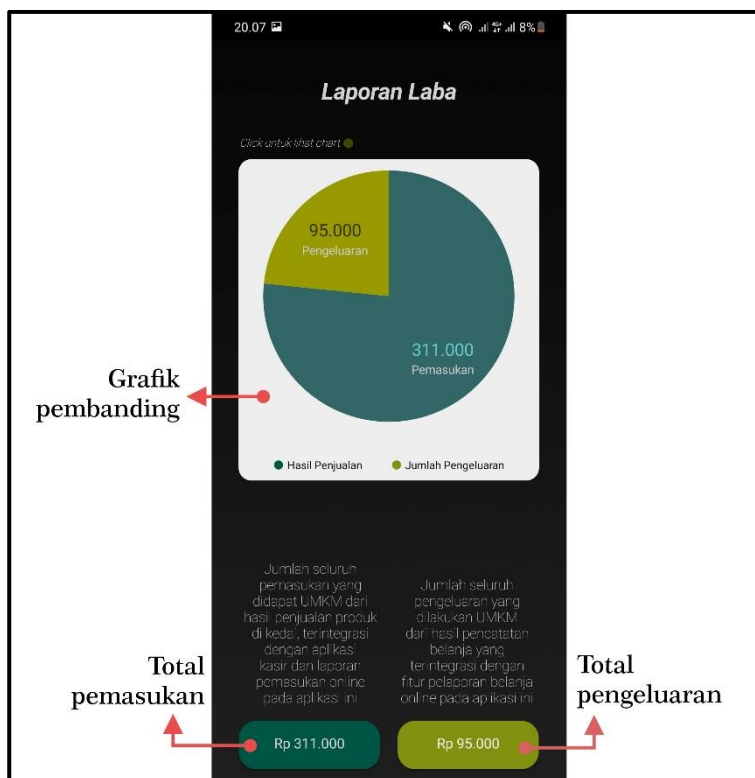 20.07
4G+
8%
Laporan Laba
Click untuk lihat chart
95.000
Pengeluaran
311.000
Pemasukan
Grafik
pembanding
Hasil Penjualan
Jumlah Pengeluaran
Jumlah seluruh
pemasukan yang
didapat UMKM dari
hasil penjualan produk
di kedai, terintegrasi
dengan aplikasi
kasir dan laporan
pemasukan online
pada aplikasi ini
Jumlah seluruh
pengeluaran yang
dilakukan UMKM
dari hasil pencatatan
belanja yang
terintegrasi dengan
fitur pelaporan belanja
online pada aplikasi ini
Total
pemasukan
Rp 311.000
Rp 95.000
Total
pengeluaran